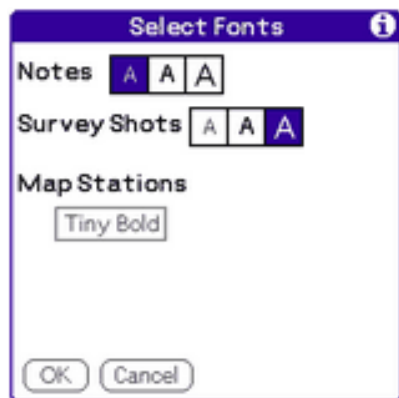 Select Fonts i
Notes A A A
Survey Shots A A A
Map Stations
Tiny Bold
OK Cancel